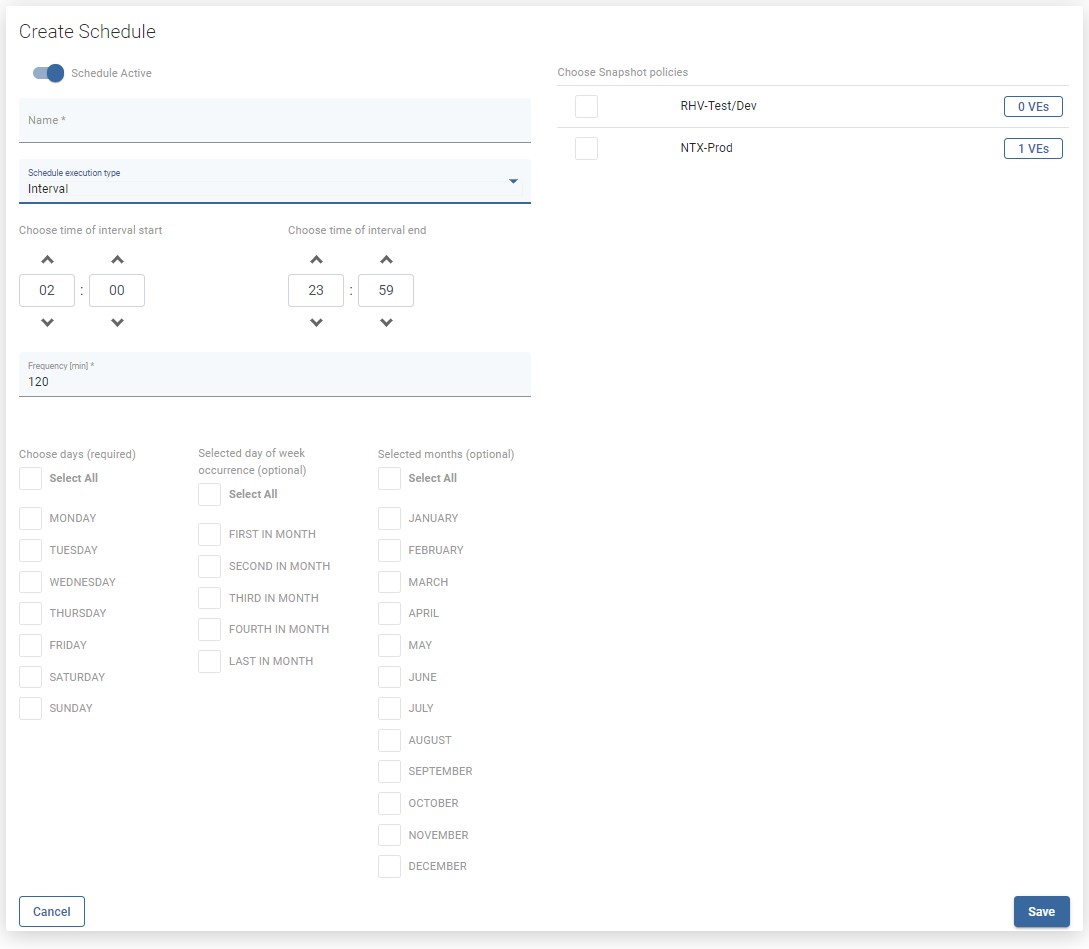 Create Schedule
Schedule Active
Name *
Schedule execution type
Interval
Choose time of interval start
02 : 00
Choose time of interval end
23 : 59
Frequency [min] *
120
Choose days (required)
Select All
MONDAY
TUESDAY
WEDNESDAY
THURSDAY
FRIDAY
SATURDAY
SUNDAY
Selected day of week
occurrence (optional)
Select All
FIRST IN MONTH
SECOND IN MONTH
THIRD IN MONTH
FOURTH IN MONTH
LAST IN MONTH
Selected months (optional)
Select All
JANUARY
FEBRUARY
MARCH
APRIL
MAY
JUNE
JULY
AUGUST
SEPTEMBER
OCTOBER
NOVEMBER
DECEMBER
Choose Snapshot policies
RHV-Test/Dev 0 VEs
NTX-Prod 1 VEs
Cancel
Save